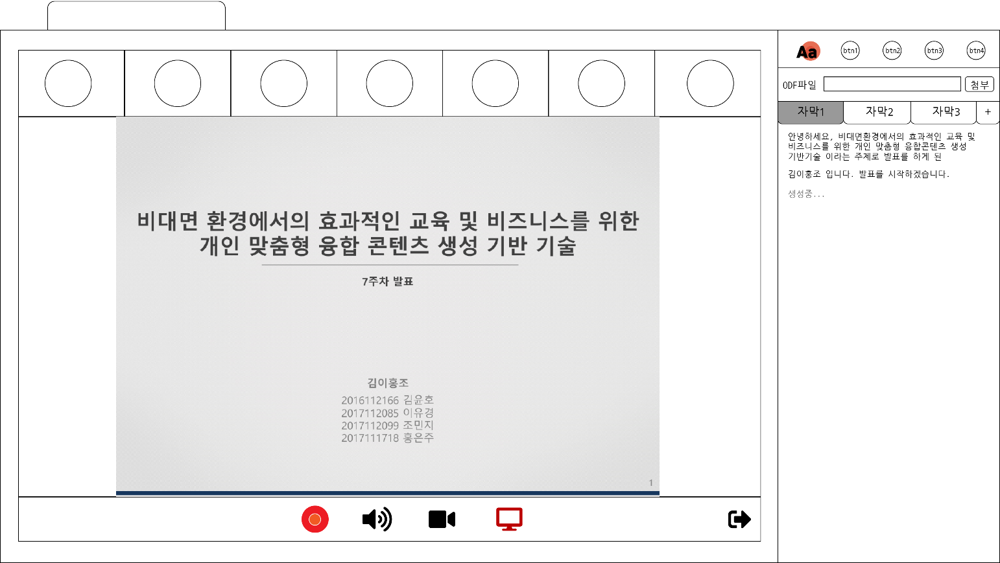 Aa
btn1
btn2
btn3
btn4
ODF파일
첨부
자막1
자막2
자막3
+
안녕하세요, 비대면환경에서의 효과적인 교육 및
비즈니스를 위한 개인 맞춤형 융합콘텐츠 생성
기반기술 이라는 주제로 발표를 하게 된
김이홍조 입니다. 발표를 시작하겠습니다.
생성중...
비대면 환경에서의 효과적인 교육 및 비즈니스를 위한
개인 맞춤형 융합 콘텐츠 생성 기반 기술
7주차 발표
김이홍조
2016112166 김윤호
2017112085 이유경
2017112099 조민지
2017111718 홍은주
1